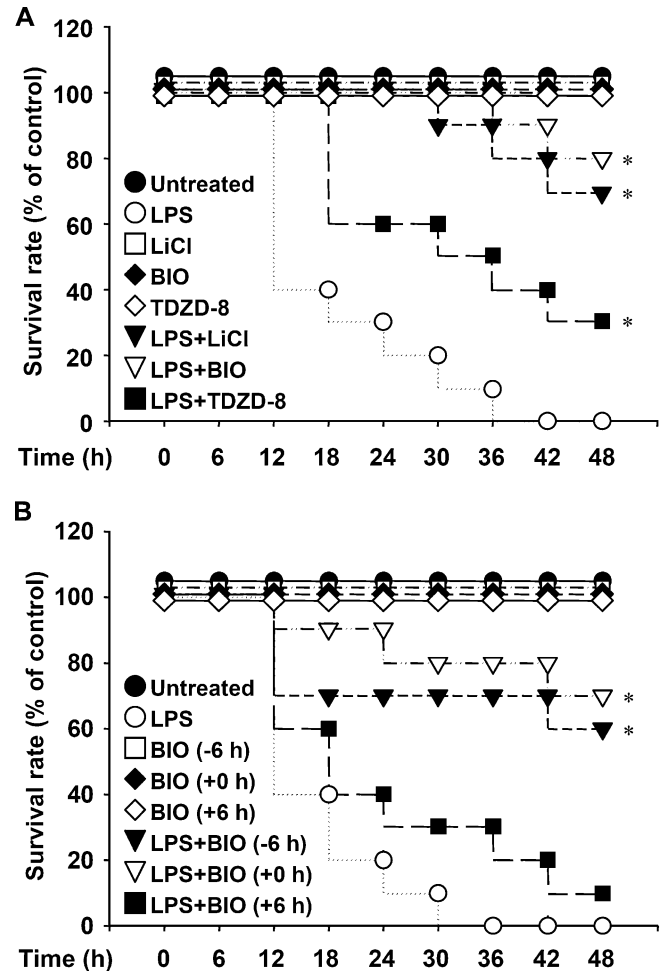 A
120
100
80
60
40
20
0
Survival rate (% of control)
Untreated
LPS
LiCl
BIO
TDZD-8
LPS+LiCl
LPS+BIO
LPS+TDZD-8
*
*
*
Time (h) 0 6 12 18 24 30 36 42 48
B
120
100
80
60
40
20
0
Survival rate (% of control)
Untreated
LPS
BIO (-6 h)
BIO (+0 h)
BIO (+6 h)
LPS+BIO (-6 h)
LPS+BIO (+0 h)
LPS+BIO (+6 h)
*
*
Time (h) 0 6 12 18 24 30 36 42 48